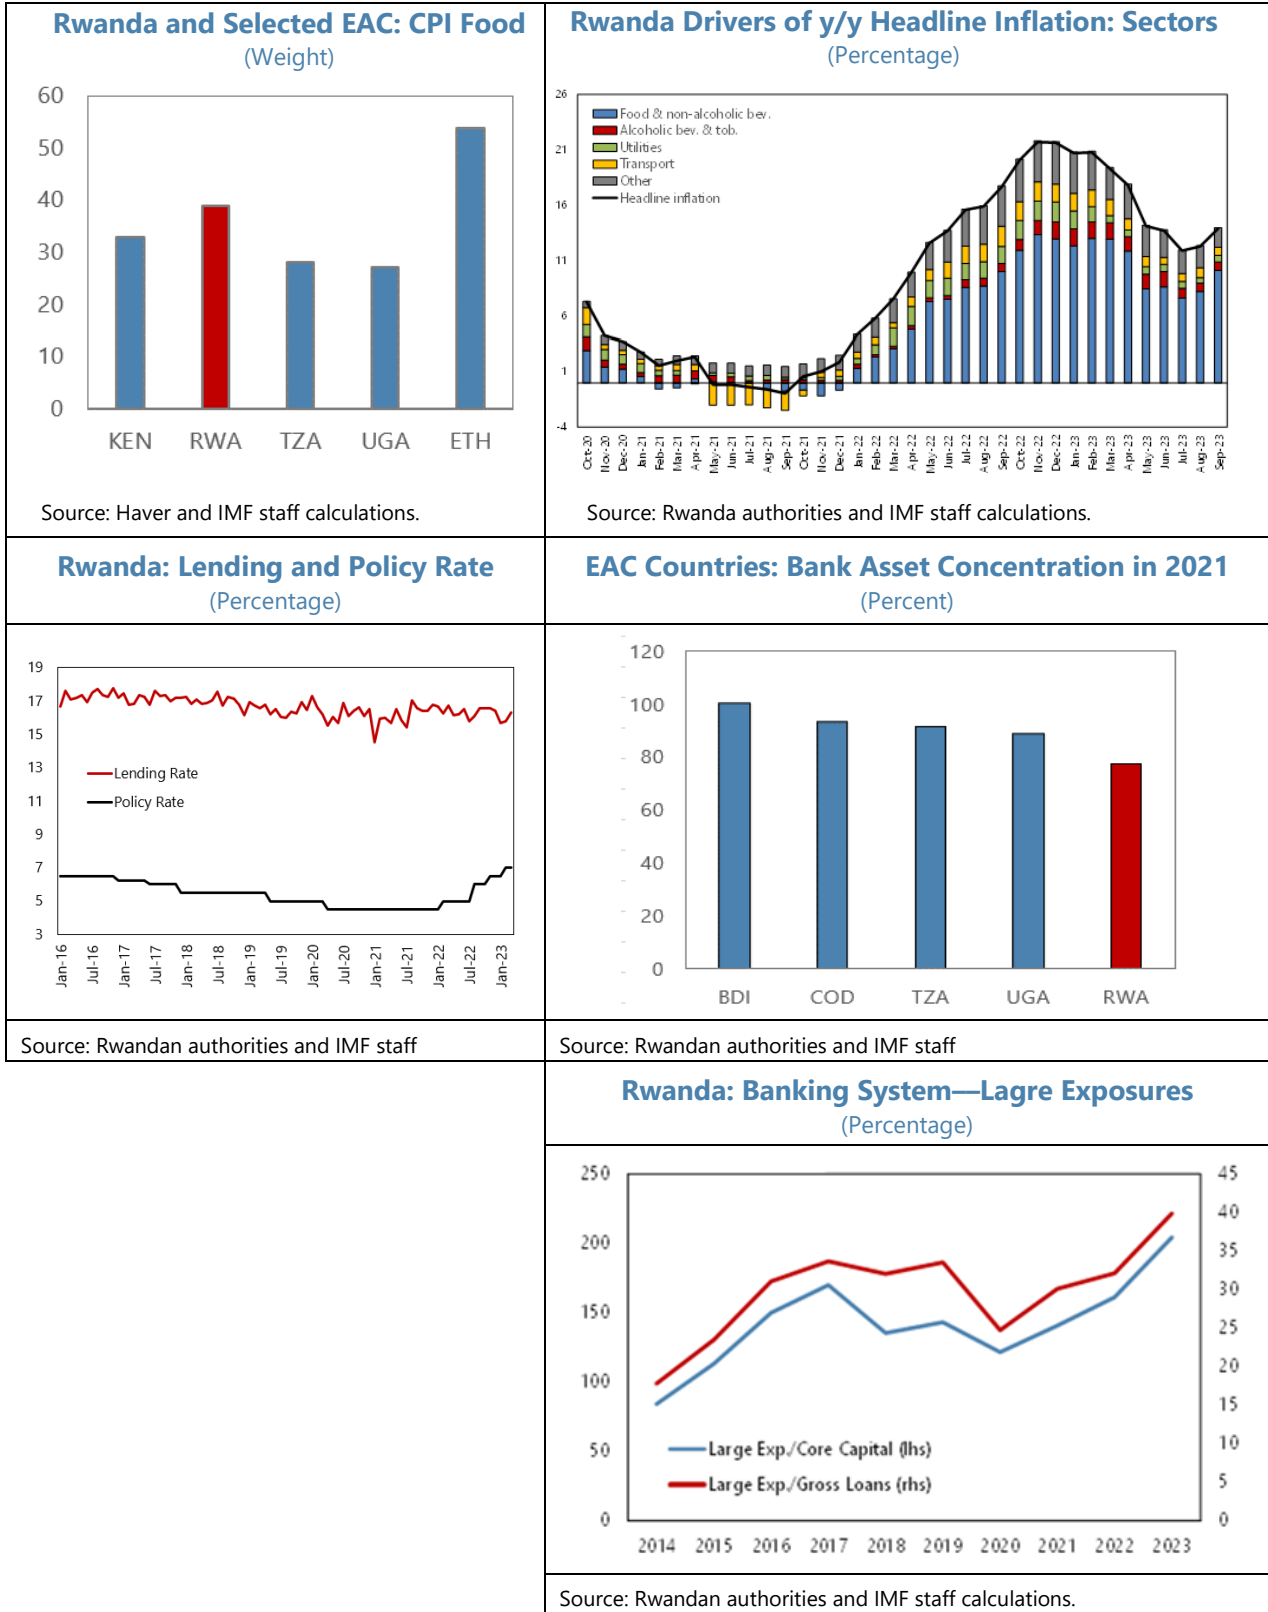 Rwanda and Selected EAC: CPI Food
(Weight)
60
50
40
30
20
10
0
KEN RWA TZA UGA ETH
Source: Haver and IMF staff calculations.
Rwanda Drivers of y/y Headline Inflation: Sectors
(Percentage)
26
21
16
11
6
1
-4
Food & non-alcoholic bev.
Alcoholic bev. & tob.
Utilities
Transport
Other
Headline inflation
Oct-20 Nov-20 Dec-20 Jan-21 Feb-21 Mar-21 Apr-21 May-21 Jun-21 Jul-21 Aug-21 Sep-21 Oct-21 Nov-21 Dec-21 Jan-22 Feb-22 Mar-22 Apr-22 May-22 Jun-22 Jul-22 Aug-22 Sep-22 Oct-22 Nov-22 Dec-22 Jan-23 Feb-23 Mar-23 Apr-23 May-23 Jun-23 Jul-23 Aug-23 Sep-23
Source: Rwanda authorities and IMF staff calculations.
Rwanda: Lending and Policy Rate
(Percentage)
19
17
15
13
11
9
7
5
3
Lending Rate
Policy Rate
Jan-16 Jul-16 Jan-17 Jul-17 Jan-18 Jul-18 Jan-19 Jul-19 Jan-20 Jul-20 Jan-21 Jul-21 Jan-22 Jul-22 Jan-23
Source: Rwandan authorities and IMF staff
EAC Countries: Bank Asset Concentration in 2021
(Percent)
120
100
80
60
40
20
0
BDI COD TZA UGA RWA
Source: Rwandan authorities and IMF staff
Rwanda: Banking System—Lagre Exposures
(Percentage)
250
200
150
100
50
0
45
40
35
30
25
20
15
10
5
0
Large Exp./Core Capital (lhs)
Large Exp./Gross Loans (rhs)
2014 2015 2016 2017 2018 2019 2020 2021 2022 2023
Source: Rwandan authorities and IMF staff calculations.